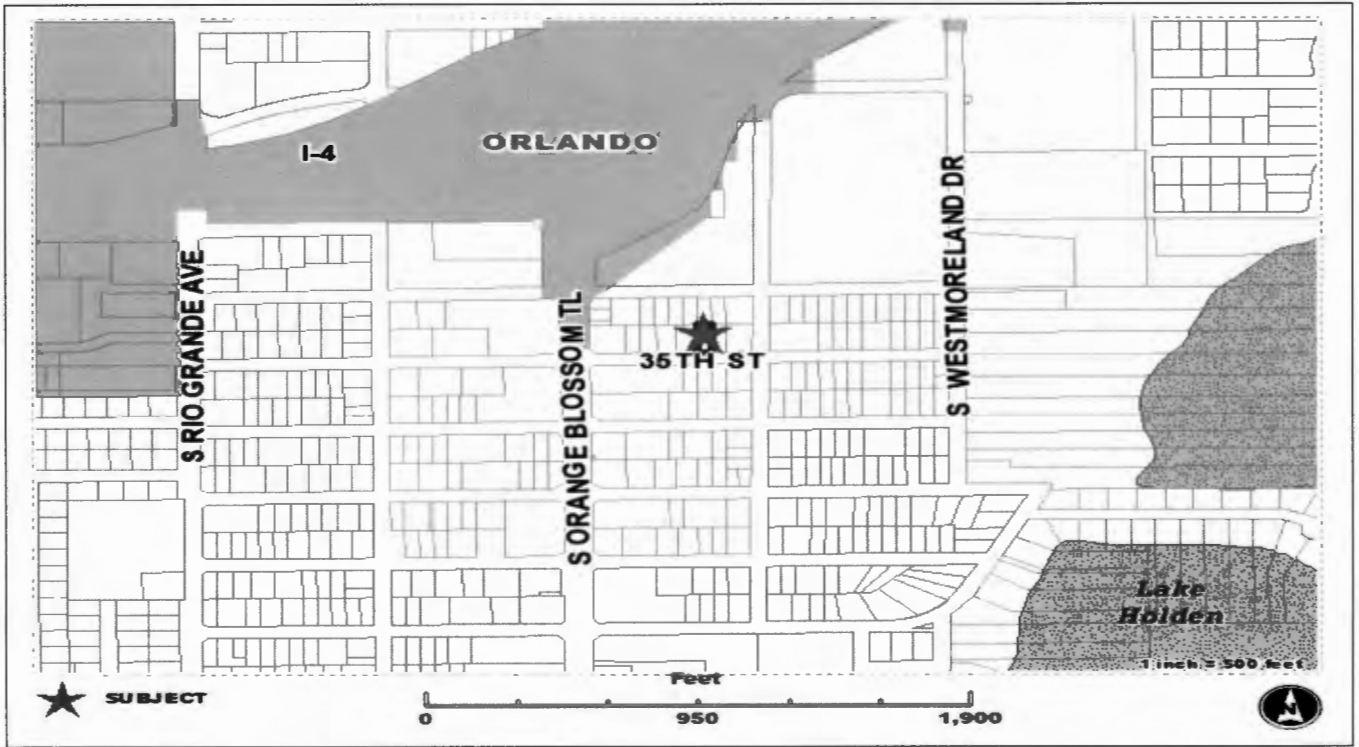 ORLANDO
I-4
S RIO GRANDE AVE
S ORANGE BLOSSOM TL
S WESTMORELAND DR
35TH ST
Lake
Holden
1 inch = 500 feet
SUBJECT
Feet
0 950 1,900
N